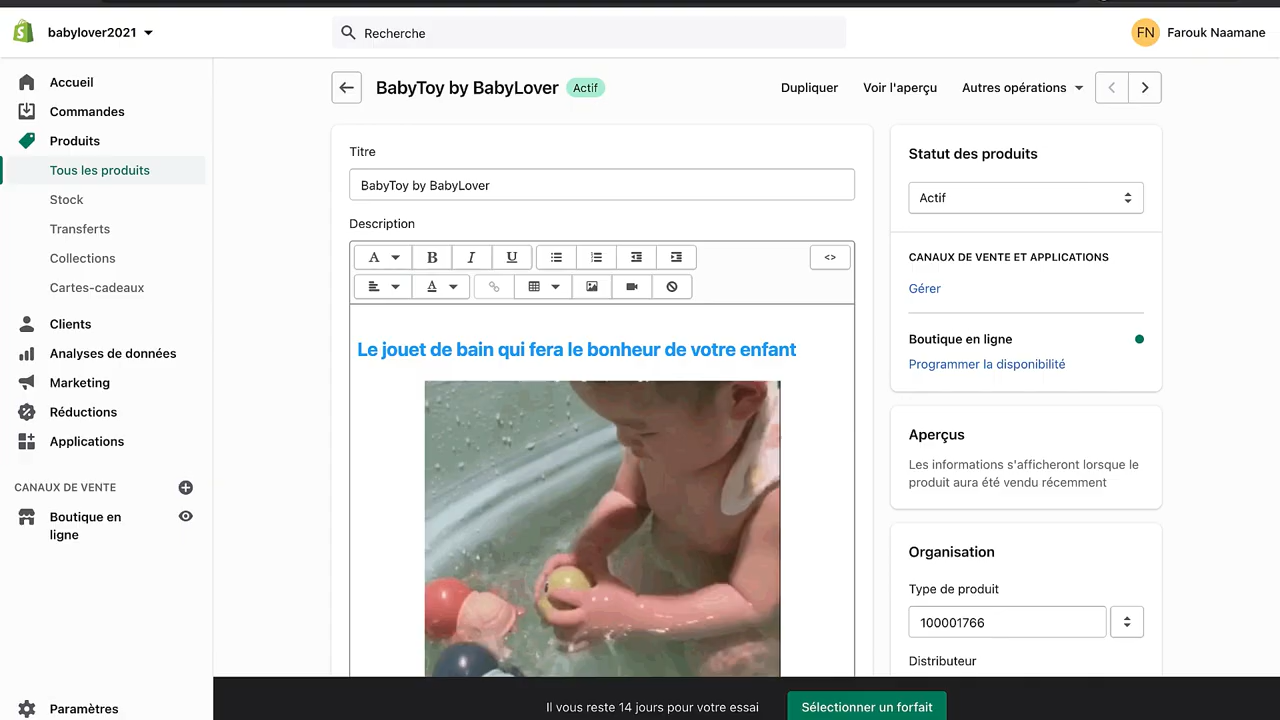 babylover2021
Recherche
FN
Farouk Naamane
Accueil
Commandes
Produits
Tous les produits
Stock
Transferts
Collections
Cartes-cadeaux
Clients
Analyses de données
Marketing
Réductions
Applications
CANAUX DE VENTE
Boutique en
ligne
Paramètres
BabyToy by BabyLover
Actif
Dupliquer
Voir l'aperçu
Autres opérations
Titre
BabyToy by BabyLover
Description
A
B
I
U
<>
A
Le jouet de bain qui fera le bonheur de votre enfant
Statut des produits
Actif
CANAUX DE VENTE ET APPLICATIONS
Gérer
Boutique en ligne
Programmer la disponibilité
Aperçus
Les informations s'afficheront lorsque le
produit aura été vendu récemment
Organisation
Type de produit
100001766
Distributeur
Il vous reste 14 jours pour votre essai
Sélectionner un forfait